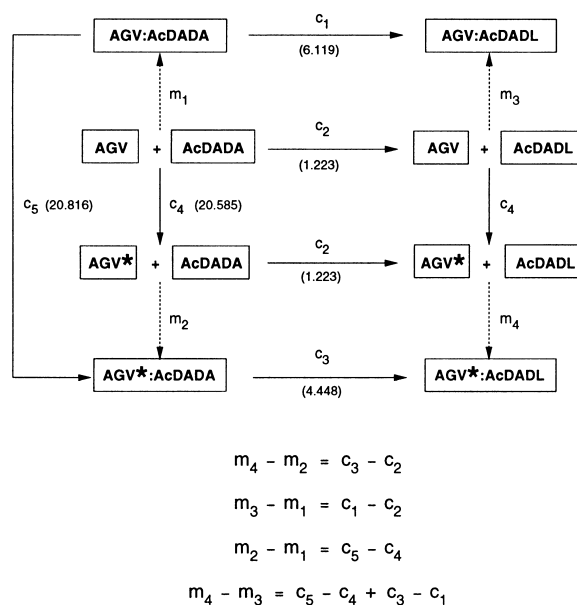 c1
AGV:AcDADA (6.119) AGV:AcDADL
m1 m3
c2
AGV + AcDADA (1.223) AGV + AcDADL
c5 (20.816) c4 (20.585) c4
c2
AGV* + AcDADA (1.223) AGV* + AcDADL
m2 m4
c3
AGV*:AcDADA (4.448) AGV*:AcDADL
m4 – m2 = c3 – c2
m3 – m1 = c1 – c2
m2 – m1 = c5 – c4
m4 – m3 = c5 – c4 + c3 – c1